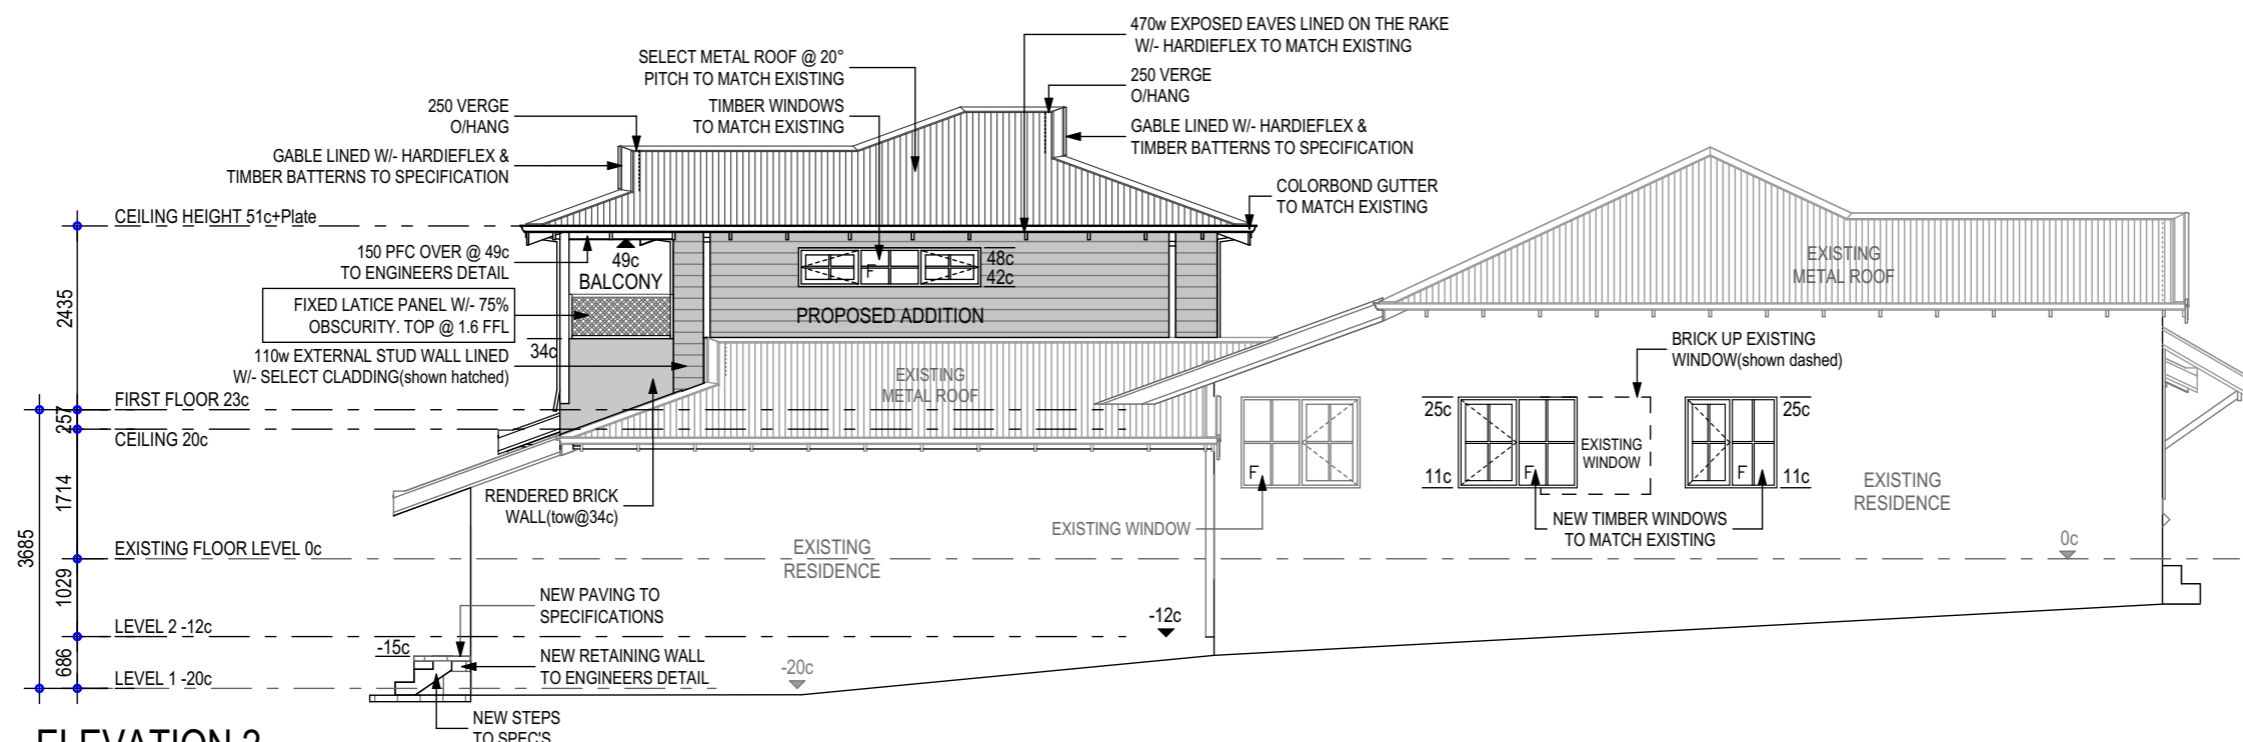 470w EXPOSED EAVES LINED ON THE RAKE
W/- HARDIEFLEX TO MATCH EXISTING
SELECT METAL ROOF @ 20°
PITCH TO MATCH EXISTING
250 VERGE
O/HANG
250 VERGE
O/HANG
TIMBER WINDOWS
TO MATCH EXISTING
GABLE LINED W/- HARDIEFLEX &
TIMBER BATTERNS TO SPECIFICATION
GABLE LINED W/- HARDIEFLEX &
TIMBER BATTERNS TO SPECIFICATION
COLORBOND GUTTER
TO MATCH EXISTING
CEILING HEIGHT 51c+Plate
150 PFC OVER @ 49c
TO ENGINEERS DETAIL
49c
BALCONY
F
48c
42c
EXISTING
METAL ROOF
2435
FIXED LATICE PANEL W/- 75%
OBSCURITY. TOP @ 1.6 FFL
PROPOSED ADDITION
34c
110w EXTERNAL STUD WALL LINED
W/- SELECT CLADDING(shown hatched)
BRICK UP EXISTING
WINDOW(shown dashed)
EXISTING
METAL ROOF
FIRST FLOOR 23c
257
CEILING 20c
25c
25c
EXISTING
WINDOW
F
F
F
11c
11c
EXISTING
RESIDENCE
1714
RENDERED BRICK
WALL(tow@34c)
EXISTING WINDOW
NEW TIMBER WINDOWS
TO MATCH EXISTING
3685
EXISTING FLOOR LEVEL 0c
EXISTING
RESIDENCE
0c
1029
NEW PAVING TO
SPECIFICATIONS
LEVEL 2 -12c
-12c
-15c
686
NEW RETAINING WALL
TO ENGINEERS DETAIL
LEVEL 1 -20c
-20c
NEW STEPS
TO SPEC'S
ELEVATION 2